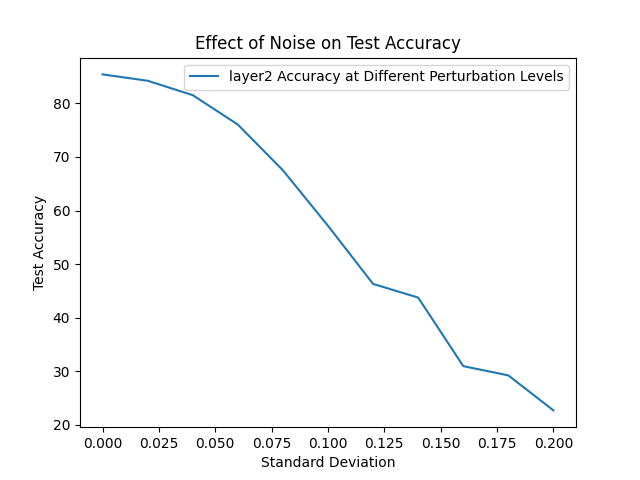 Effect of Noise on Test Accuracy
layer2 Accuracy at Different Perturbation Levels
Test Accuracy
80
70
60
50
40
30
20
0.000 0.025 0.050 0.075 0.100 0.125 0.150 0.175 0.200
Standard Deviation